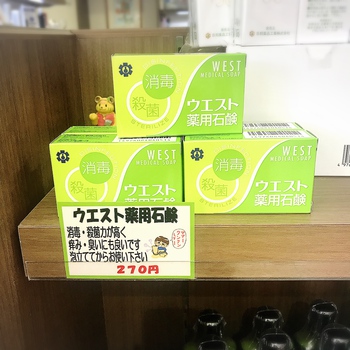 WEST
MEDICAL SOAP
消毒
殺菌
ウエスト
薬用石鹸
WEST
MEDICAL SOAP
消毒
殺菌
ウエスト
薬用石鹸
WEST
MEDICAL SOAP
消毒
殺菌
ウエスト
薬用石鹸
ウエスト薬用石鹸
消毒・殺菌力が高く
痒み・臭いにも良いです
泡立ててからお使い下さい
270円